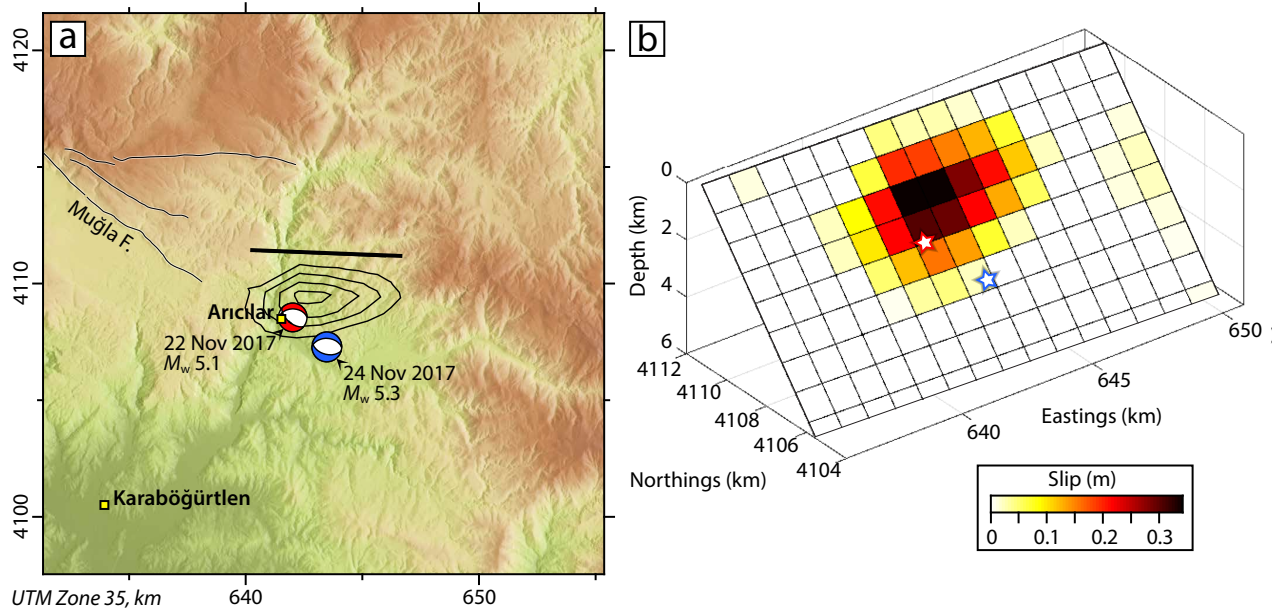 a
4120
4110
4100
Muğla F.
Arıcılar
22 Nov 2017
Mw 5.1
24 Nov 2017
Mw 5.3
Karaböğürtlen
UTM Zone 35, km
640
650
b
0
2
4
6
Depth (km)
4112
4110
4108
4106
4104
Northings (km)
640
645
650
Eastings (km)
Slip (m)
0 0.1 0.2 0.3